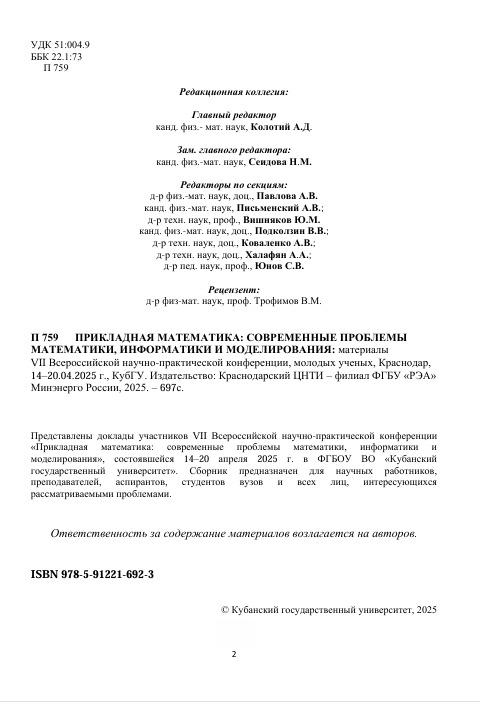 УДК 51:004.9
ББК 22.1:73
П 759
Редакционная коллегия:
Главный редактор
канд. физ.- мат. наук, Колотий А.Д.
Зам. главного редактора:
канд. физ.-мат. наук, Сеидова Н.М.
Редакторы по секциям:
д-р физ.-мат. наук, доц., Павлова А.В.
канд. физ.-мат. наук, Письменский А.В.;
д-р техн. наук, проф., Вишняков Ю.М.
канд. физ.-мат. наук, доц., Подколзин В.В.;
д-р техн. наук, доц., Коваленко А.В.;
д-р техн. наук, доц., Халафян А.А.;
д-р пед. наук, проф., Юнов С.В.
Рецензент:
д-р физ-мат. наук, проф. Трофимов В.М.
П 759 ПРИКЛАДНАЯ МАТЕМАТИКА: СОВРЕМЕННЫЕ ПРОБЛЕМЫ
МАТЕМАТИКИ, ИНФОРМАТИКИ И МОДЕЛИРОВАНИЯ: материалы
VII Всероссийской научно-практической конференции, молодых ученых, Краснодар,
14–20.04.2025 г., КубГУ. Издательство: Краснодарский ЦНТИ – филиал ФГБУ «РЭА»
Минэнерго России, 2025. – 697с.
Представлены доклады участников VII Всероссийской научно-практической конференции
«Прикладная математика: современные проблемы математики, информатики и
моделирования», состоявшейся 14–20 апреля 2025 г. в ФГБОУ ВО «Кубанский
государственный университет». Сборник предназначен для научных работников,
преподавателей, аспирантов, студентов вузов и всех лиц, интересующихся
рассматриваемыми проблемами.
Ответственность за содержание материалов возлагается на авторов.
ISBN 978-5-91221-692-3
© Кубанский государственный университет, 2025
2